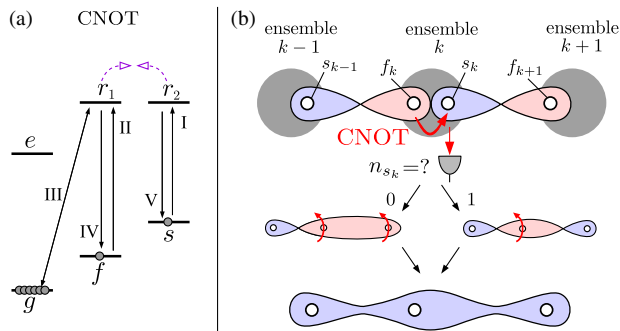 (a)
CNOT
r₁
r₂
II
I
e
III
IV
V
s
f
g
(b)
ensemble
k − 1
ensemble
k
ensemble
k + 1
sₖ₋₁
fₖ
sₖ
fₖ₊₁
CNOT
nₛₖ=?
0
1